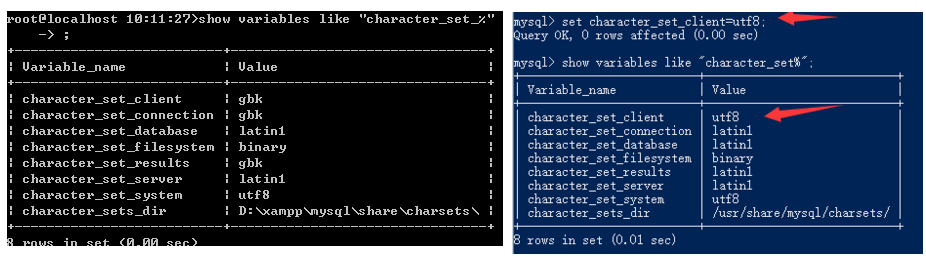 root@localhost 10:11:27>show variables like "character_set_%"
    -> ;
+--------------------------+--------------------------------+
| Variable_name            | Value                          |
+--------------------------+--------------------------------+
| character_set_client     | gbk                            |
| character_set_connection | gbk                            |
| character_set_database   | latin1                         |
| character_set_filesystem | binary                         |
| character_set_results    | gbk                            |
| character_set_server     | latin1                         |
| character_set_system     | utf8                           |
| character_sets_dir       | D:\xampp\mysql\share\charsets\ |
+--------------------------+--------------------------------+
8 rows in set (0.00 sec)
mysql> set character_set_client=utf8;
Query OK, 0 rows affected (0.00 sec)
mysql> show variables like "character_set%";
+--------------------------+----------------------------+
| Variable_name            | Value                      |
+--------------------------+----------------------------+
| character_set_client     | utf8                       |
| character_set_connection | latin1                     |
| character_set_database   | latin1                     |
| character_set_filesystem | binary                     |
| character_set_results    | latin1                     |
| character_set_server     | latin1                     |
| character_set_system     | utf8                       |
| character_sets_dir       | /usr/share/mysql/charsets/ |
+--------------------------+----------------------------+
8 rows in set (0.01 sec)